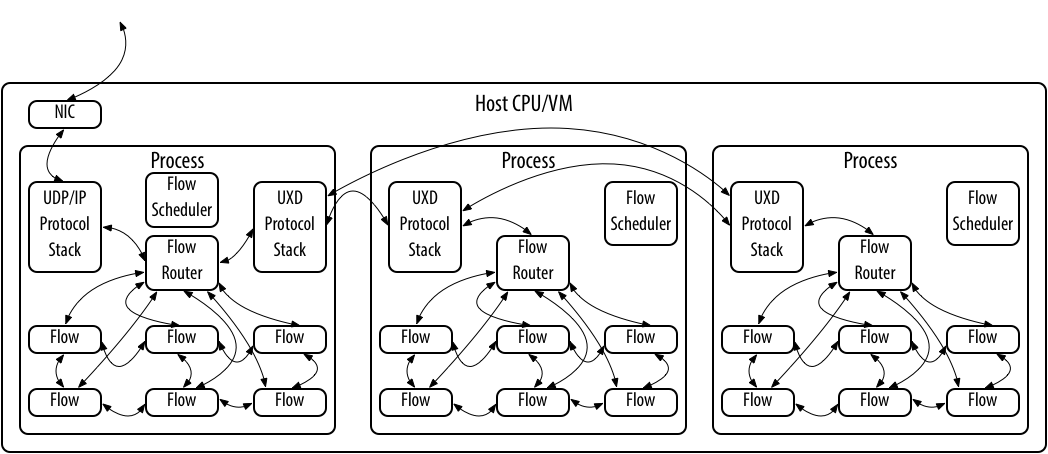 Host CPU/VM
NIC
Process
UDP/IP
Protocol
Stack
Flow
Scheduler
UXD
Protocol
Stack
Flow
Router
Flow
Flow
Flow
Flow
Flow
Flow
Process
UXD
Protocol
Stack
Flow
Scheduler
Flow
Router
Flow
Flow
Flow
Flow
Flow
Flow
Process
UXD
Protocol
Stack
Flow
Scheduler
Flow
Router
Flow
Flow
Flow
Flow
Flow
Flow